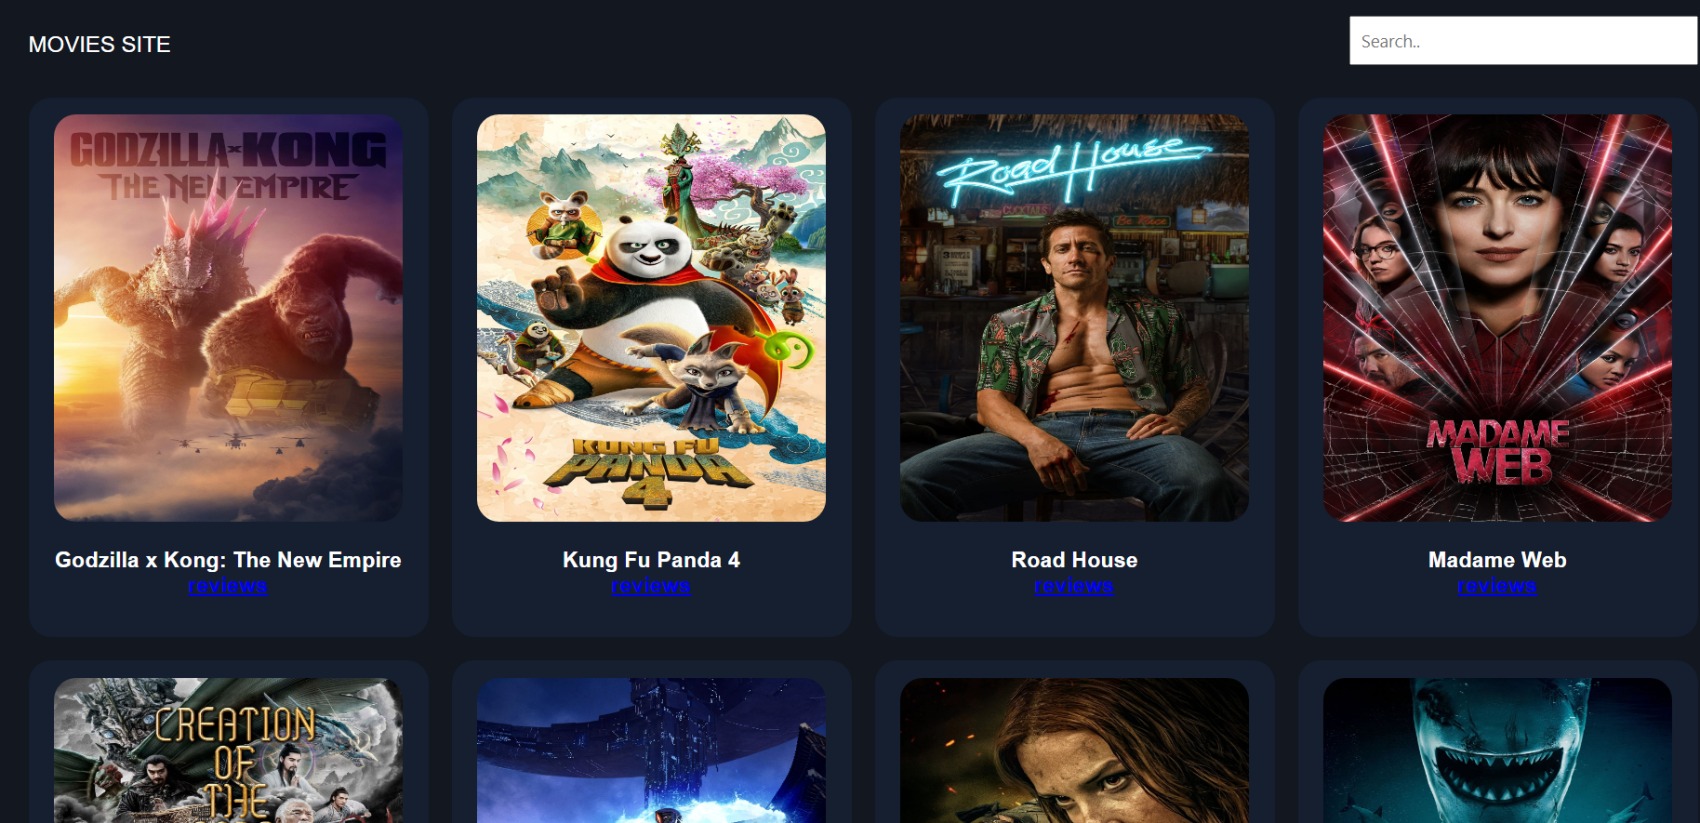 MOVIES SITE
Search..
GODZILLA x KONG
THE NEW EMPIRE
KUNG FU
PANDA
4
Road House
COCKTAILS
MADAME
WEB
Godzilla x Kong: The New Empire
reviews
Kung Fu Panda 4
reviews
Road House
reviews
Madame Web
reviews
CREATION
OF
THE